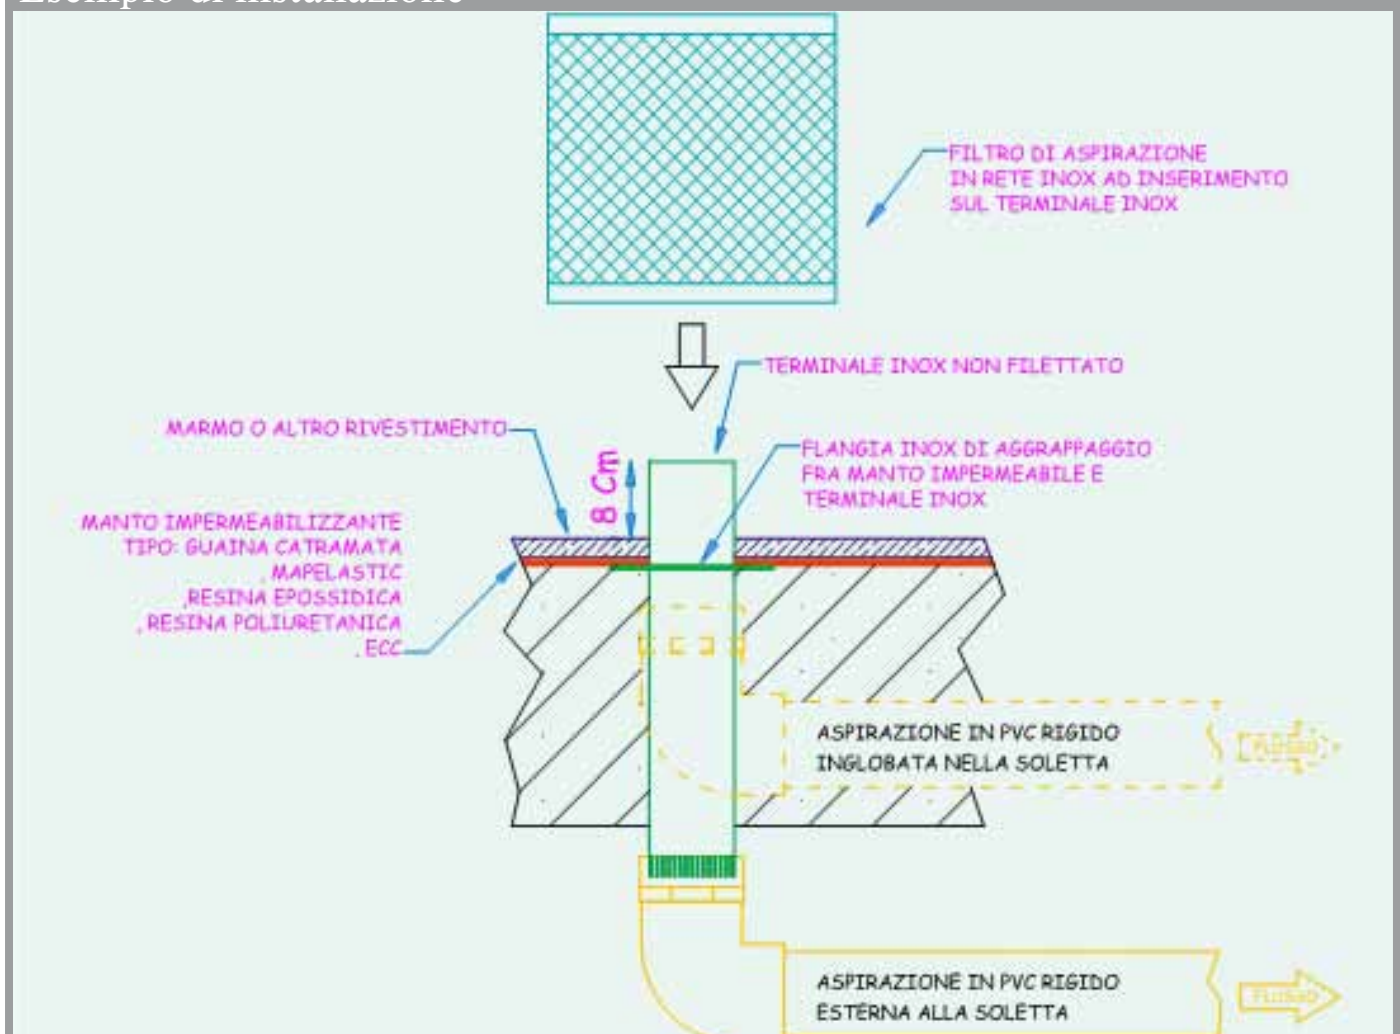 Esempio di installazione
FILTRO DI ASPIRAZIONE
IN RETE INOX AD INSERIMENTO
SUL TERMINALE INOX
TERMINALE INOX NON FILETTATO
MARMO O ALTRO RIVESTIMENTO
8 Cm
FLANGIA INOX DI AGGRAPPAGGIO
FRA MANTO IMPERMEABILE E
TERMINALE INOX
MANTO IMPERMEABILIZZANTE
TIPO: GUAINA CATRAMATA
, MAPELASTIC
,RESINA EPOSSIDICA
, RESINA POLIURETANICA
, ECC
ASPIRAZIONE IN PVC RIGIDO
INGLOBATA NELLA SOLETTA
FLUSSO
ASPIRAZIONE IN PVC RIGIDO
ESTERNA ALLA SOLETTA
FLUSSO